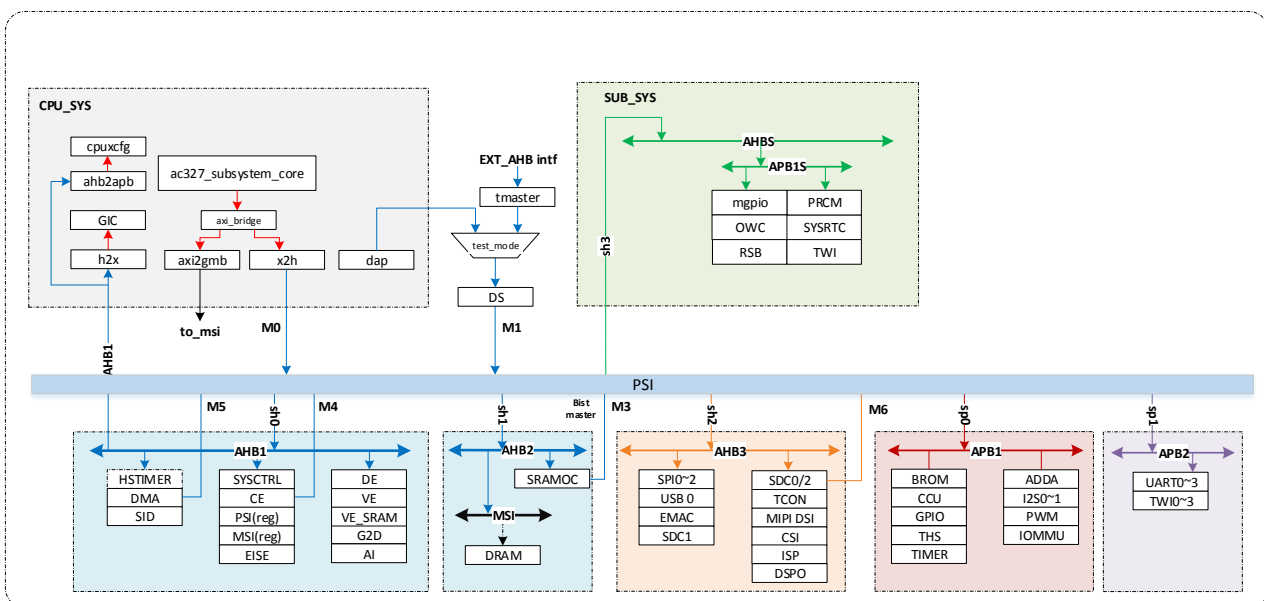 CPU_SYS
cpuxcfg
ahb2apb
GIC
h2x
ac327_subsystem_core
axi_bridge
axi2gmb
x2h
dap
to_msi
M0
AHB1
EXT_AHB intf
tmaster
test_mode
DS
M1
SUB_SYS
AHBS
APB1S
mgpio
PRCM
OWC
SYSRTC
RSB
TWI
sh3
PSI
M5
sh0
M4
AHB1
HSTIMER
DMA
SID
SYSCTRL
CE
PSI(reg)
MSI(reg)
EISE
DE
VE
VE_SRAM
G2D
AI
sh1
Bist
master
M3
AHB2
SRAMOC
MSI
DRAM
sh2
M6
AHB3
SPI0~2
USB 0
EMAC
SDC1
SDC0/2
TCON
MIPI DSI
CSI
ISP
DSPO
sp0
APB1
BROM
CCU
GPIO
THS
TIMER
ADDA
I2S0~1
PWM
IOMMU
sp1
APB2
UART0~3
TWI0~3